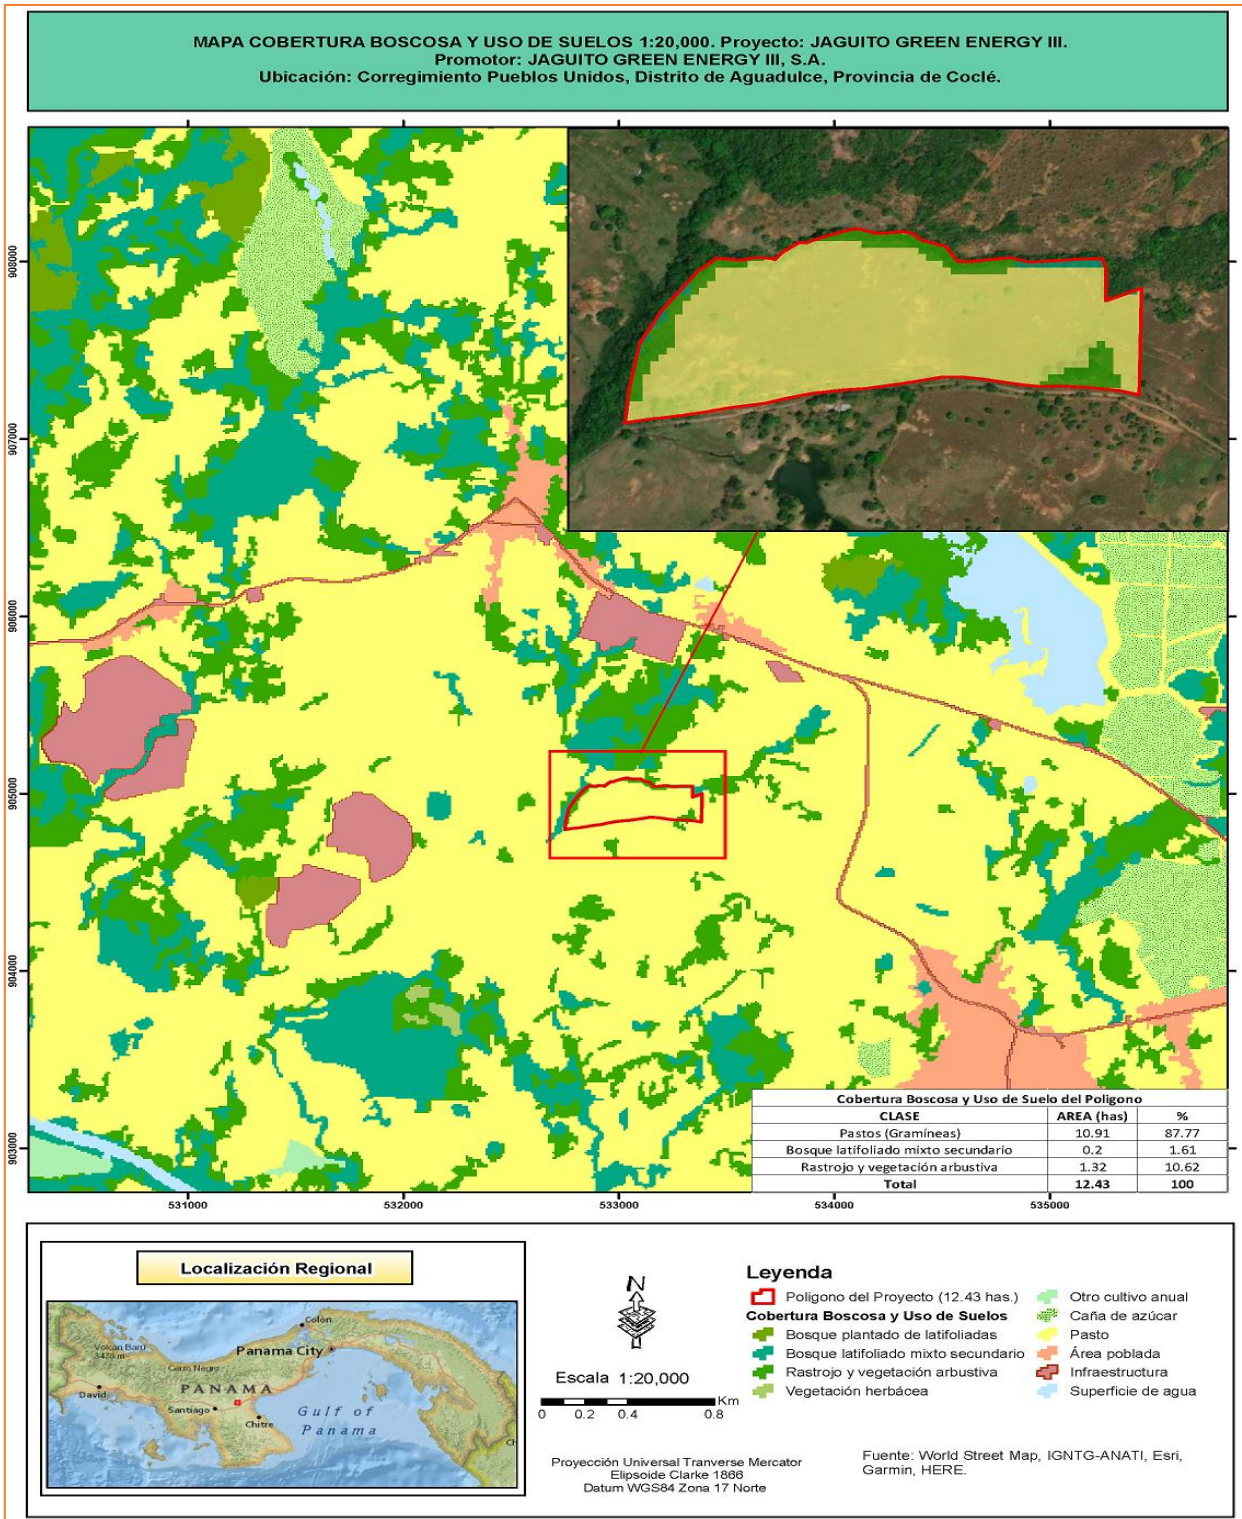 MAPA COBERTURA BOSCOSA Y USO DE SUELOS 1:20,000. Proyecto: JAGUITO GREEN ENERGY III.
Promotor: JAGUITO GREEN ENERGY III, S.A.
Ubicación: Corregimiento Pueblos Unidos, Distrito de Aguadulce, Provincia de Coclé.
908000
907000
906000
905000
904000
903000
531000 532000 533000 534000 535000
Cobertura Boscosa y Uso de Suelo del Poligono
CLASE AREA (has) %
Pastos (Gramíneas) 10.91 87.77
Bosque latifoliado mixto secundario 0.2 1.61
Rastrojo y vegetación arbustiva 1.32 10.62
Total 12.43 100
Localización Regional
Colón
Panama City
Volcán Barú
3475 m
Cerro Negro
PANAMA
David
Santiago
Chitre
Gulf of
Panama
Ch
N
Escala 1:20,000
Km
0 0.2 0.4 0.8
Proyección Universal Tranverse Mercator
Elipsoide Clarke 1866
Datum WGS84 Zona 17 Norte
Leyenda
Poligono del Proyecto (12.43 has.)
Cobertura Boscosa y Uso de Suelos
Bosque plantado de latifoliadas
Bosque latifoliado mixto secundario
Rastrojo y vegetación arbustiva
Vegetación herbácea
Otro cultivo anual
Caña de azúcar
Pasto
Área poblada
Infraestructura
Superficie de agua
Fuente: World Street Map, IGNTG-ANATI, Esri,
Garmin, HERE.